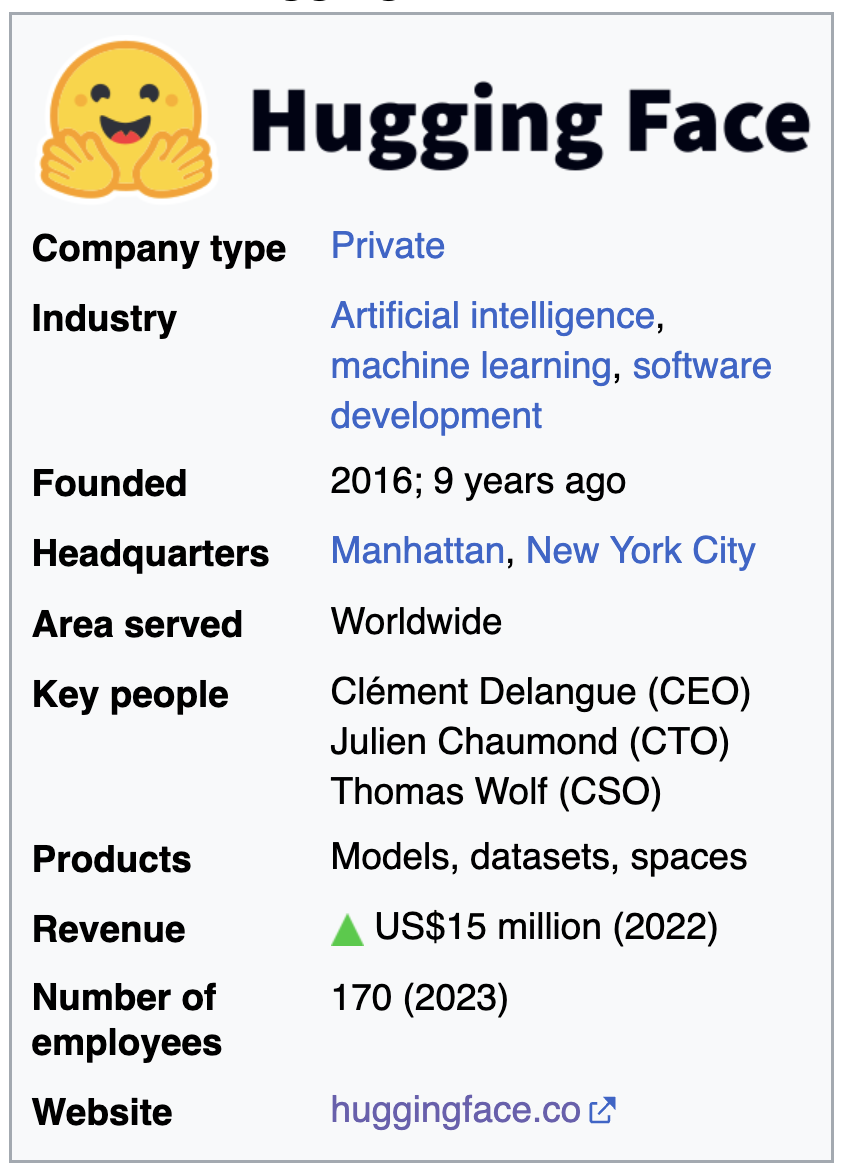 Hugging Face
Company type Private
Industry Artificial intelligence,
machine learning, software
development
Founded 2016; 9 years ago
Headquarters Manhattan, New York City
Area served Worldwide
Key people Clément Delangue (CEO)
Julien Chaumond (CTO)
Thomas Wolf (CSO)
Products Models, datasets, spaces
Revenue ▲ US$15 million (2022)
Number of 170 (2023)
employees
Website huggingface.co